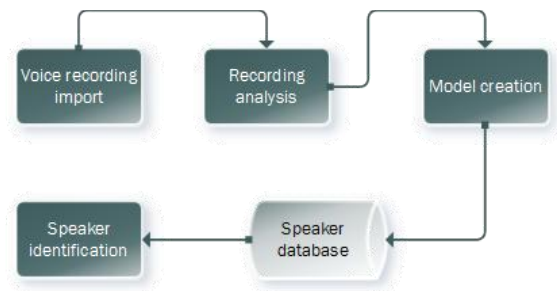 Voice recording
import
Recording
analysis
Model creation
Speaker
identification
Speaker
database